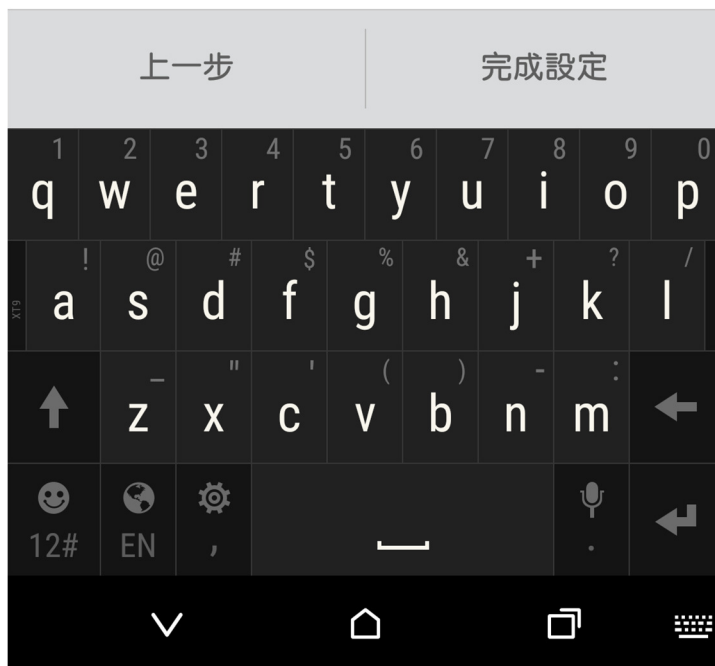 上一步 完成設定
1 2 3 4 5 6 7 8 9 0
q w e r t y u i o p
! @ # $ % & + ? /
XT9 a s d f g h j k l
_ " ' ( ) - :
z x c v b n m
12# EN , .